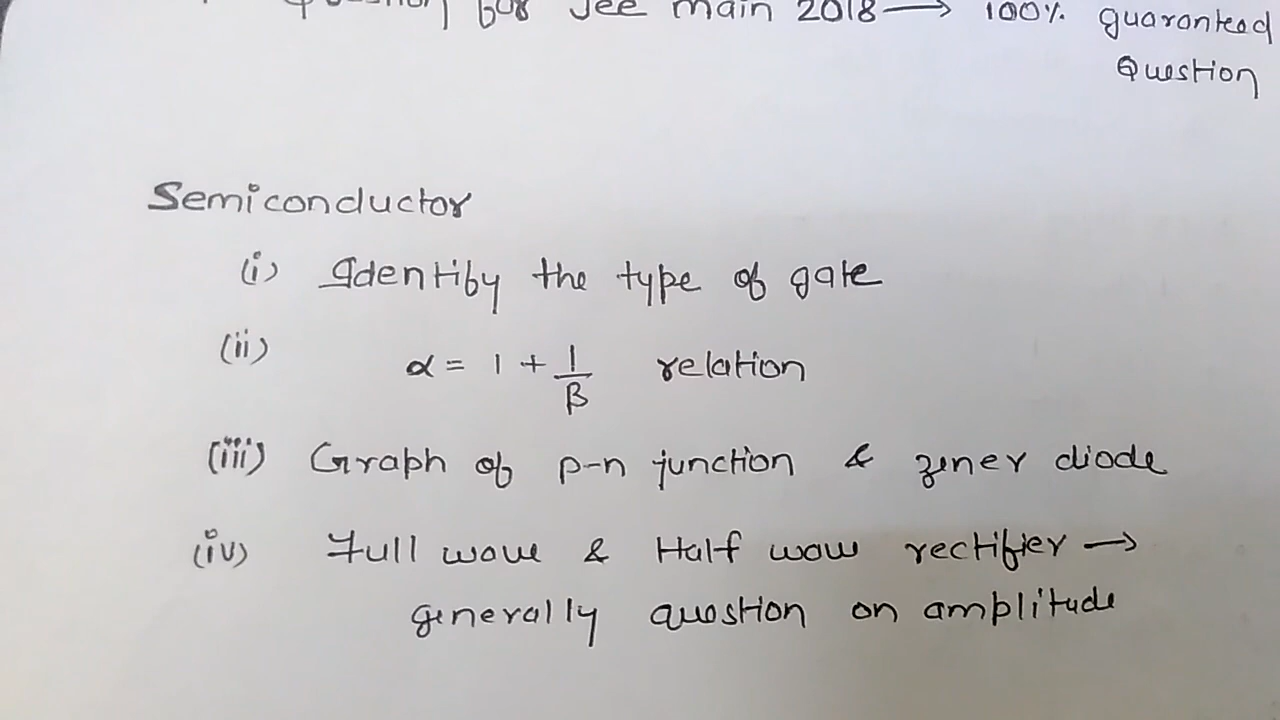 Question for Jee main 2018 → 100% guaranteed
Question
Semiconductor
(i) Identify the type of gate
(ii) α = 1 + 1/β relation
(iii) Graph of p-n junction & zener diode
(iv) Full wave & Half wave rectifier →
generally question on amplitude